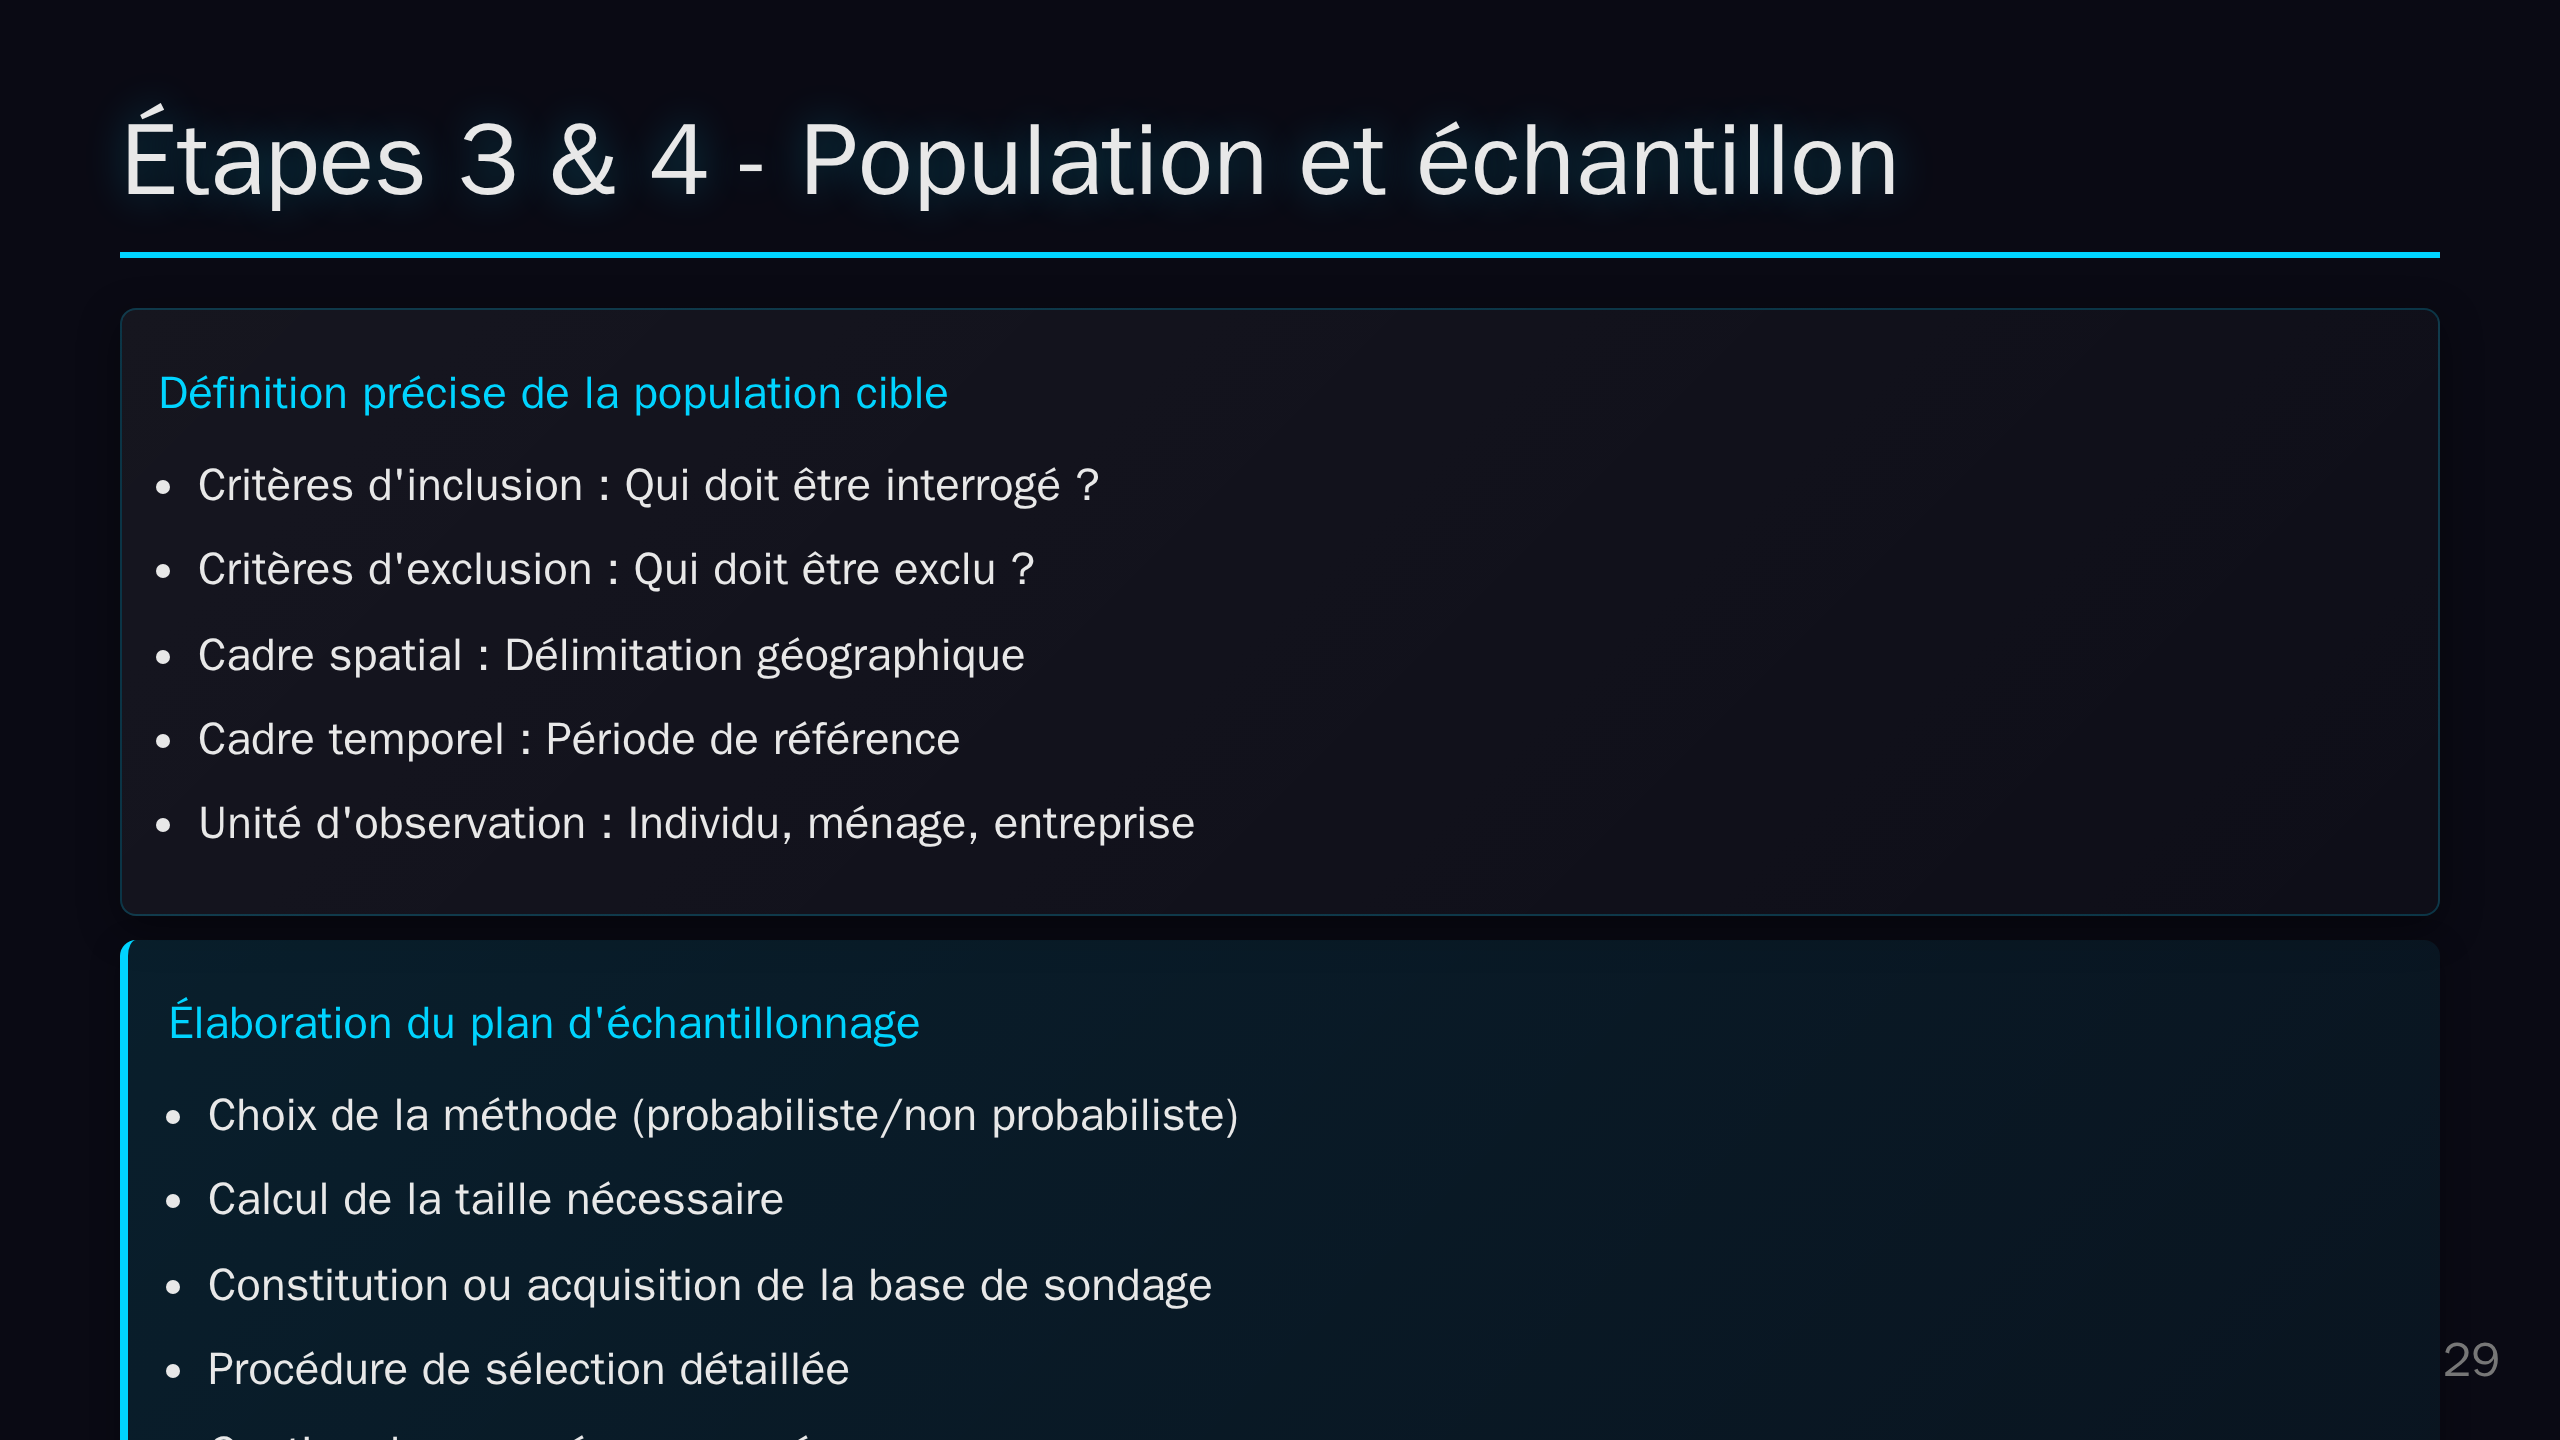 Étapes 3 & 4 - Population et échantillon
Définition précise de la population cible
• Critères d'inclusion : Qui doit être interrogé ?
• Critères d'exclusion : Qui doit être exclu ?
• Cadre spatial : Délimitation géographique
• Cadre temporel : Période de référence
• Unité d'observation : Individu, ménage, entreprise
Élaboration du plan d'échantillonnage
• Choix de la méthode (probabiliste/non probabiliste)
• Calcul de la taille nécessaire
• Constitution ou acquisition de la base de sondage
• Procédure de sélection détaillée
29